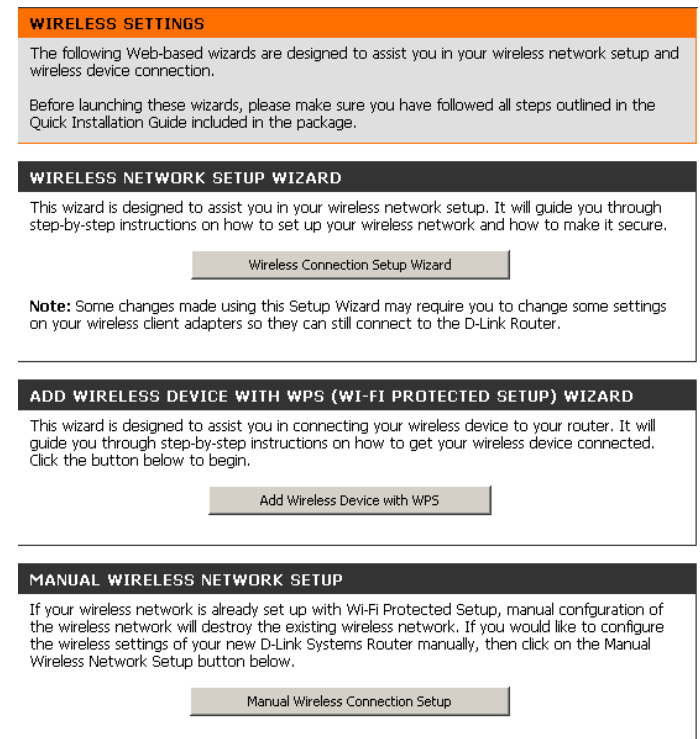 WIRELESS SETTINGS
The following Web-based wizards are designed to assist you in your wireless network setup and
wireless device connection.
Before launching these wizards, please make sure you have followed all steps outlined in the
Quick Installation Guide included in the package.
WIRELESS NETWORK SETUP WIZARD
This wizard is designed to assist you in your wireless network setup. It will guide you through
step-by-step instructions on how to set up your wireless network and how to make it secure.
Wireless Connection Setup Wizard
Note: Some changes made using this Setup Wizard may require you to change some settings
on your wireless client adapters so they can still connect to the D-Link Router.
ADD WIRELESS DEVICE WITH WPS (WI-FI PROTECTED SETUP) WIZARD
This wizard is designed to assist you in connecting your wireless device to your router. It will
guide you through step-by-step instructions on how to get your wireless device connected.
Click the button below to begin.
Add Wireless Device with WPS
MANUAL WIRELESS NETWORK SETUP
If your wireless network is already set up with Wi-Fi Protected Setup, manual confguration of
the wireless network will destroy the existing wireless network. If you would like to configure
the wireless settings of your new D-Link Systems Router manually, then click on the Manual
Wireless Network Setup button below.
Manual Wireless Connection Setup